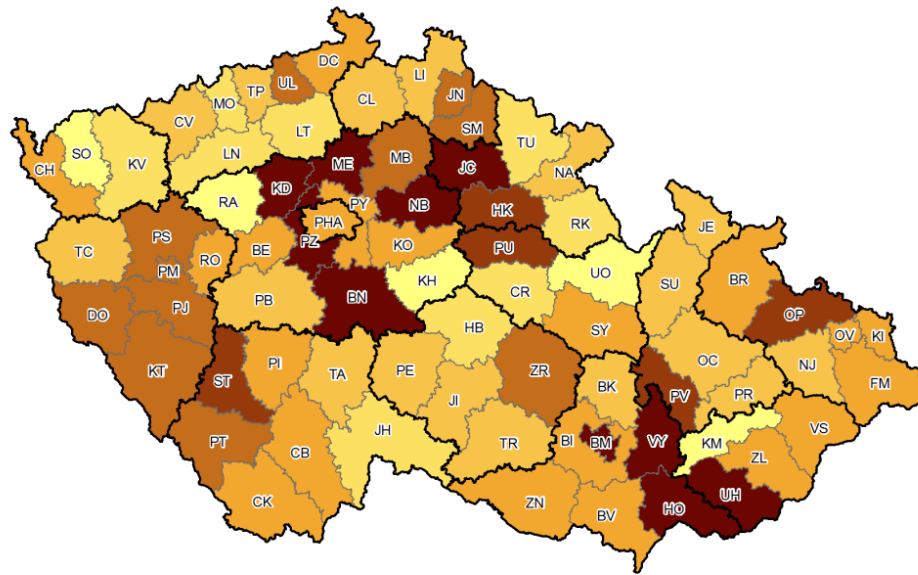 DC
LI
UL
TP
MO
CL
JN
CV
LT
SM
TU
SO
LN
ME
MB
JC
CH
KV
NA
KD
RA
PY
NB
HK
RK
PHA
JE
PS
PZ
PU
TC
RO
BE
KO
BR
PM
UO
SU
KH
CR
PB
BN
OP
DO
PJ
HB
SY
OV
KI
OC
NJ
KT
ST
PI
TA
PE
ZR
FM
BK
PV
PR
JI
JH
VS
PT
TR
BI
BM
VY
KM
CB
ZL
UH
CK
ZN
HO
BV